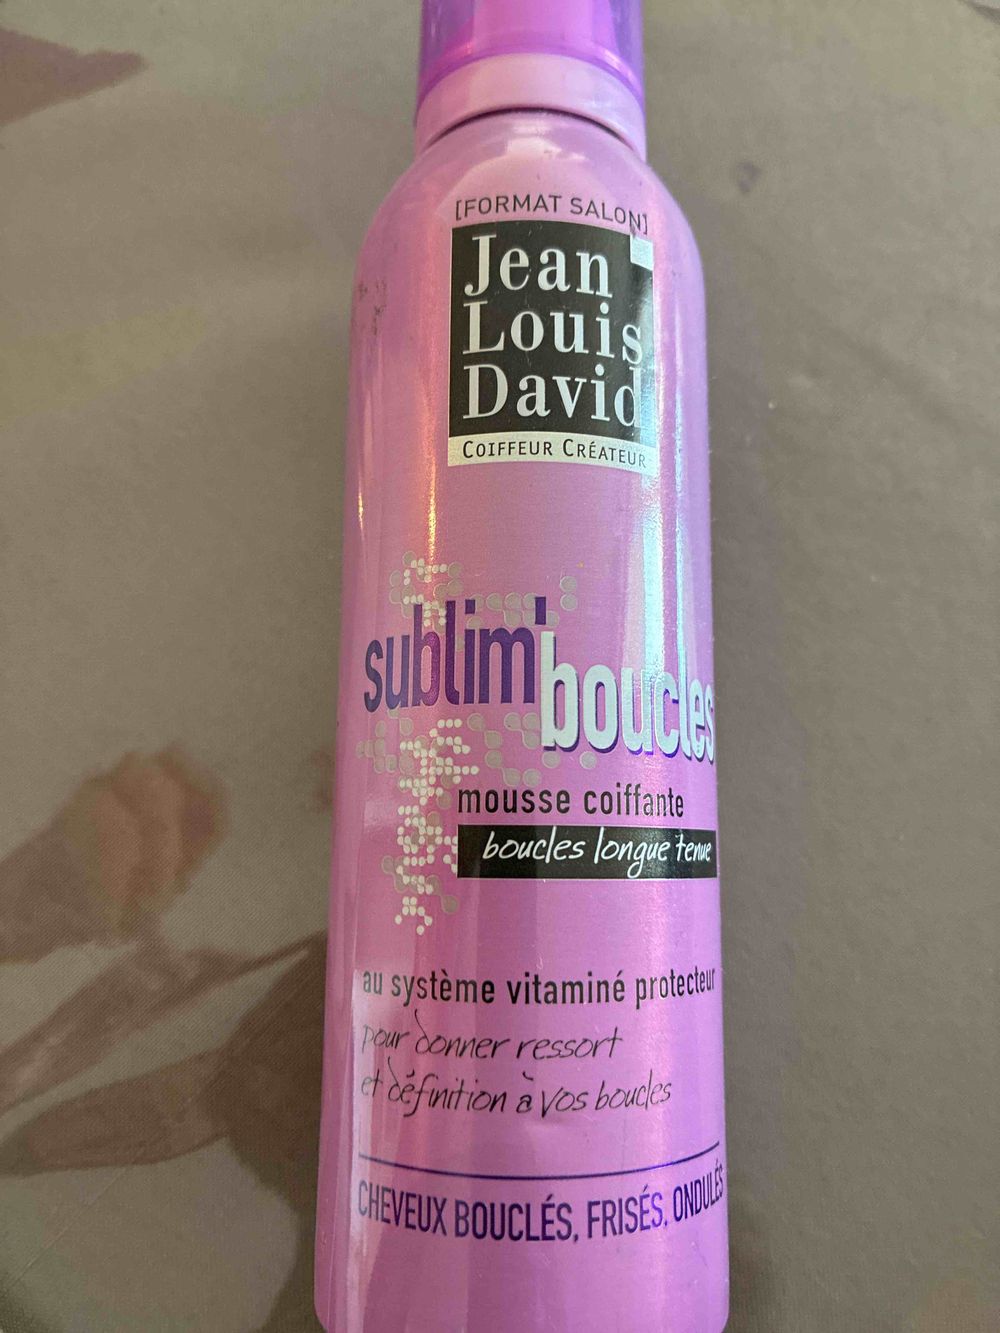 [FORMAT SALON]
Jean
Louis
David
COIFFEUR CRÉATEUR
sublim'boucles
mousse coiffante
boucles longue tenue
au système vitaminé protecteur
pour donner ressort
et définition à vos boucles
CHEVEUX BOUCLÉS, FRISÉS, ONDULÉS